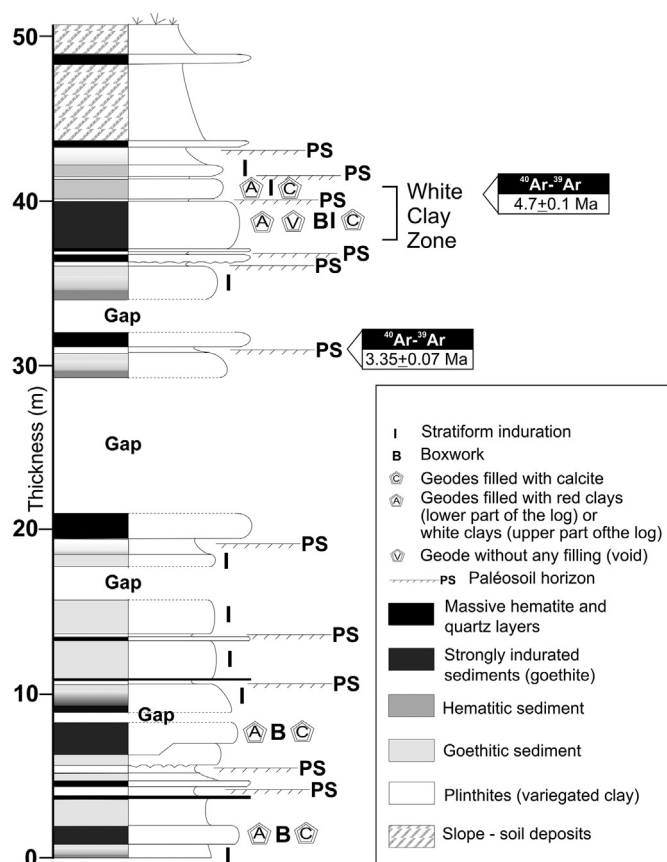 50
PS
I
PS
A I C
40
PS
A V BI C
White
Clay
Zone
⁴⁰Ar-³⁹Ar
4.7±0.1 Ma
PS
PS
I
Gap
⁴⁰Ar-³⁹Ar
3.35±0.07 Ma
PS
30
Thickness (m)
Gap
20
PS
I
Gap
I
PS
I
PS
10
I
Gap
A B C
PS
PS
A B C
0
I
I Stratiform induration
B Boxwork
C Geodes filled with calcite
A Geodes filled with red clays
(lower part of the log) or
white clays (upper part ofthe log)
V Geode without any filling (void)
PS Paléosoil horizon
Massive hematite and
quartz layers
Strongly indurated
sediments (goethite)
Hematitic sediment
Goethitic sediment
Plinthites (variegated clay)
Slope - soil deposits